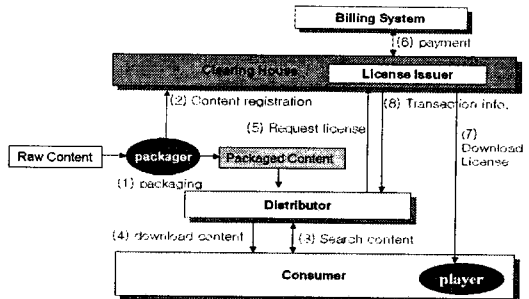 Billing System
(6) payment
Clearing House
License Issuer
(2) Content registration
(8) Transaction info.
(5) Request license
(7)
Download
License
Raw Content
packager
Packaged Content
(1) packaging
Distributor
(4) download content
(3) Search content
Consumer
player